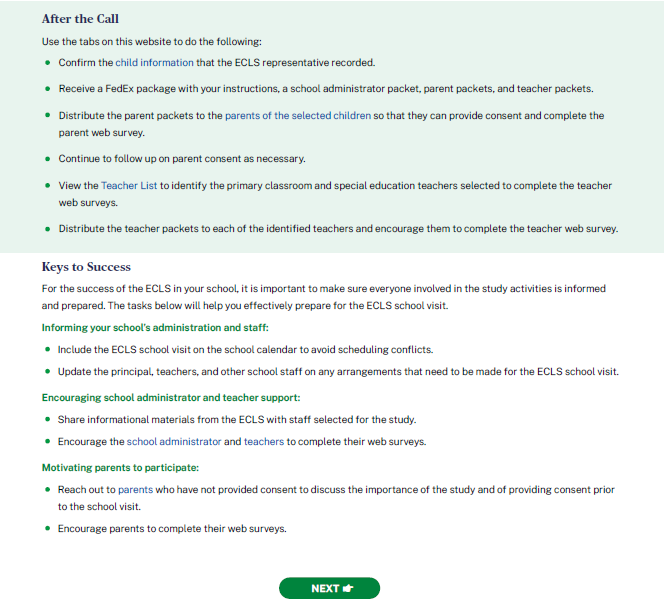 After the Call
Use the tabs on this website to do the following:
Confirm the child information that the ECLS representative recorded.
Receive a FedEx package with your instructions, a school administrator packet, parent packets, and teacher packets.
Distribute the parent packets to the parents of the selected children so that they can provide consent and complete the
parent web survey.
Continue to follow up on parent consent as necessary.
View the Teacher List to identify the primary classroom and special education teachers selected to complete the teacher
web surveys.
Distribute the teacher packets to each of the identified teachers and encourage them to complete the teacher web survey.
Keys to Success
For the success of the ECLS in your school, it is important to make sure everyone involved in the study activities is informed
and prepared. The tasks below will help you effectively prepare for the ECLS school visit.
Informing your school's administration and staff:
Include the ECLS school visit on the school calendar to avoid scheduling conflicts.
Update the principal, teachers, and other school staff on any arrangements that need to be made for the ECLS school visit.
Encouraging school administrator and teacher support:
Share informational materials from the ECLS with staff selected for the study.
Encourage the school administrator and teachers to complete their web surveys.
Motivating parents to participate:
Reach out to parents who have not provided consent to discuss the importance of the study and of providing consent prior
to the school visit.
Encourage parents to complete their web surveys.
NEXT